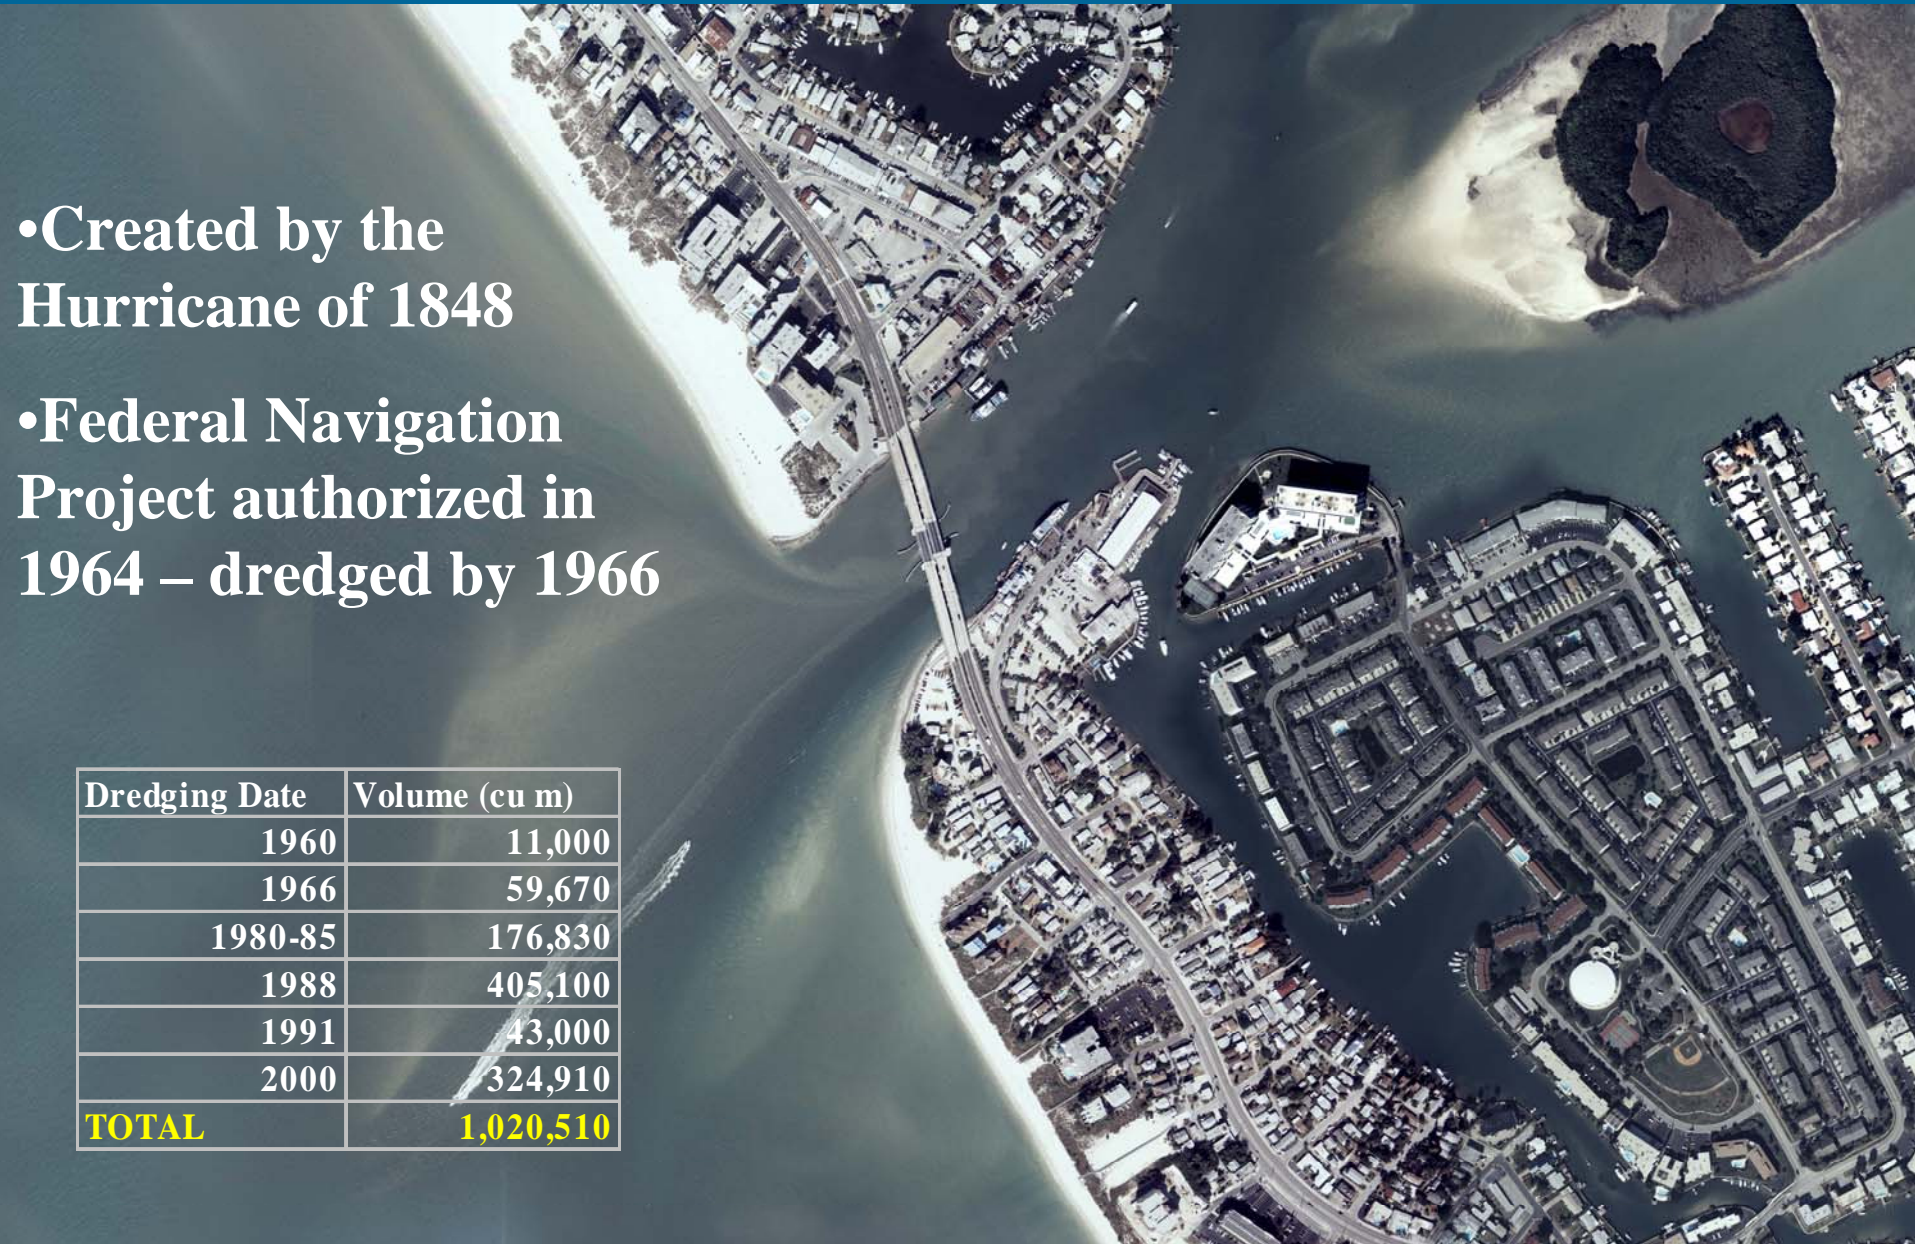 •Created by the
Hurricane of 1848
•Federal Navigation
Project authorized in
1964 – dredged by 1966
Dredging Date Volume (cu m)
1960 11,000
1966 59,670
1980-85 176,830
1988 405,100
1991 43,000
2000 324,910
TOTAL 1,020,510